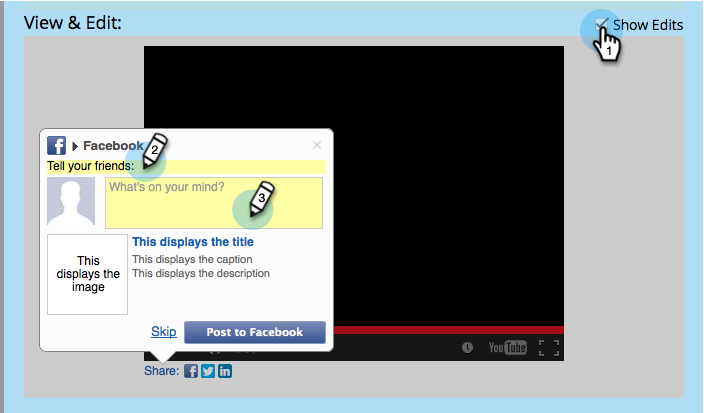 View & Edit:
Show Edits
1
Facebook
2
×
Tell your friends:
What's on your mind?
3
This
displays the
image
This displays the title
This displays the caption
This displays the description
Skip
Post to Facebook
YouTube
Share: